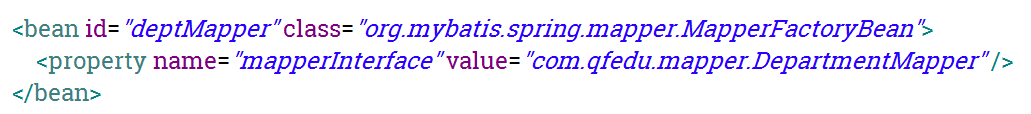 <bean id="deptMapper" class="org.mybatis.spring.mapper.MapperFactoryBean">
<property name="mapperInterface" value="com.qfedu.mapper.DepartmentMapper" />
</bean>